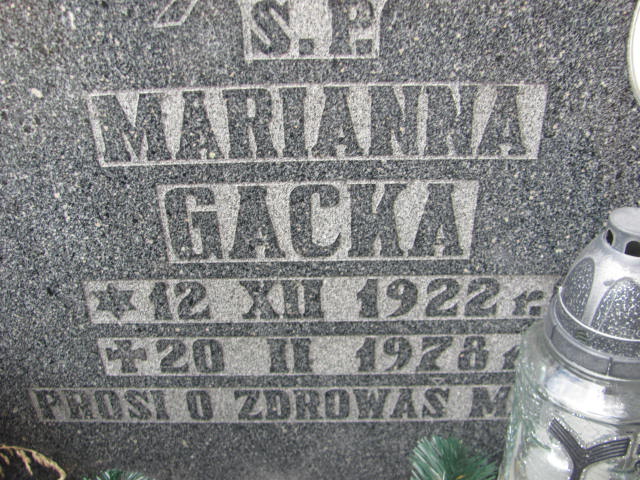 S.P.
MARIANNA
GACKA
* 12 XII 1922 r.
✝ 20 II 1978 r
PROSI O ZDROWAŚ M